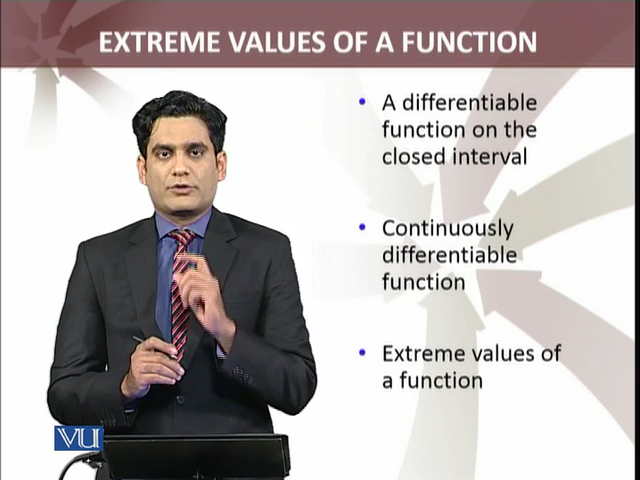 EXTREME VALUES OF A FUNCTION
• A differentiable
function on the
closed interval
• Continuously
differentiable
function
• Extreme values of
a function
VU